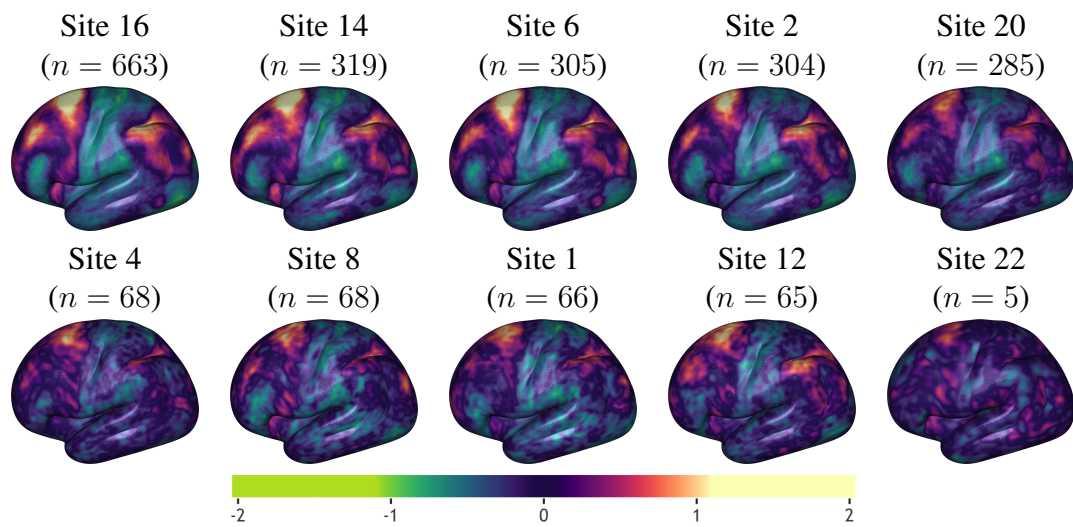 Site 16 Site 14 Site 6 Site 2 Site 20
(n = 663) (n = 319) (n = 305) (n = 304) (n = 285)
Site 4 Site 8 Site 1 Site 12 Site 22
(n = 68) (n = 68) (n = 66) (n = 65) (n = 5)
-2 -1 0 1 2